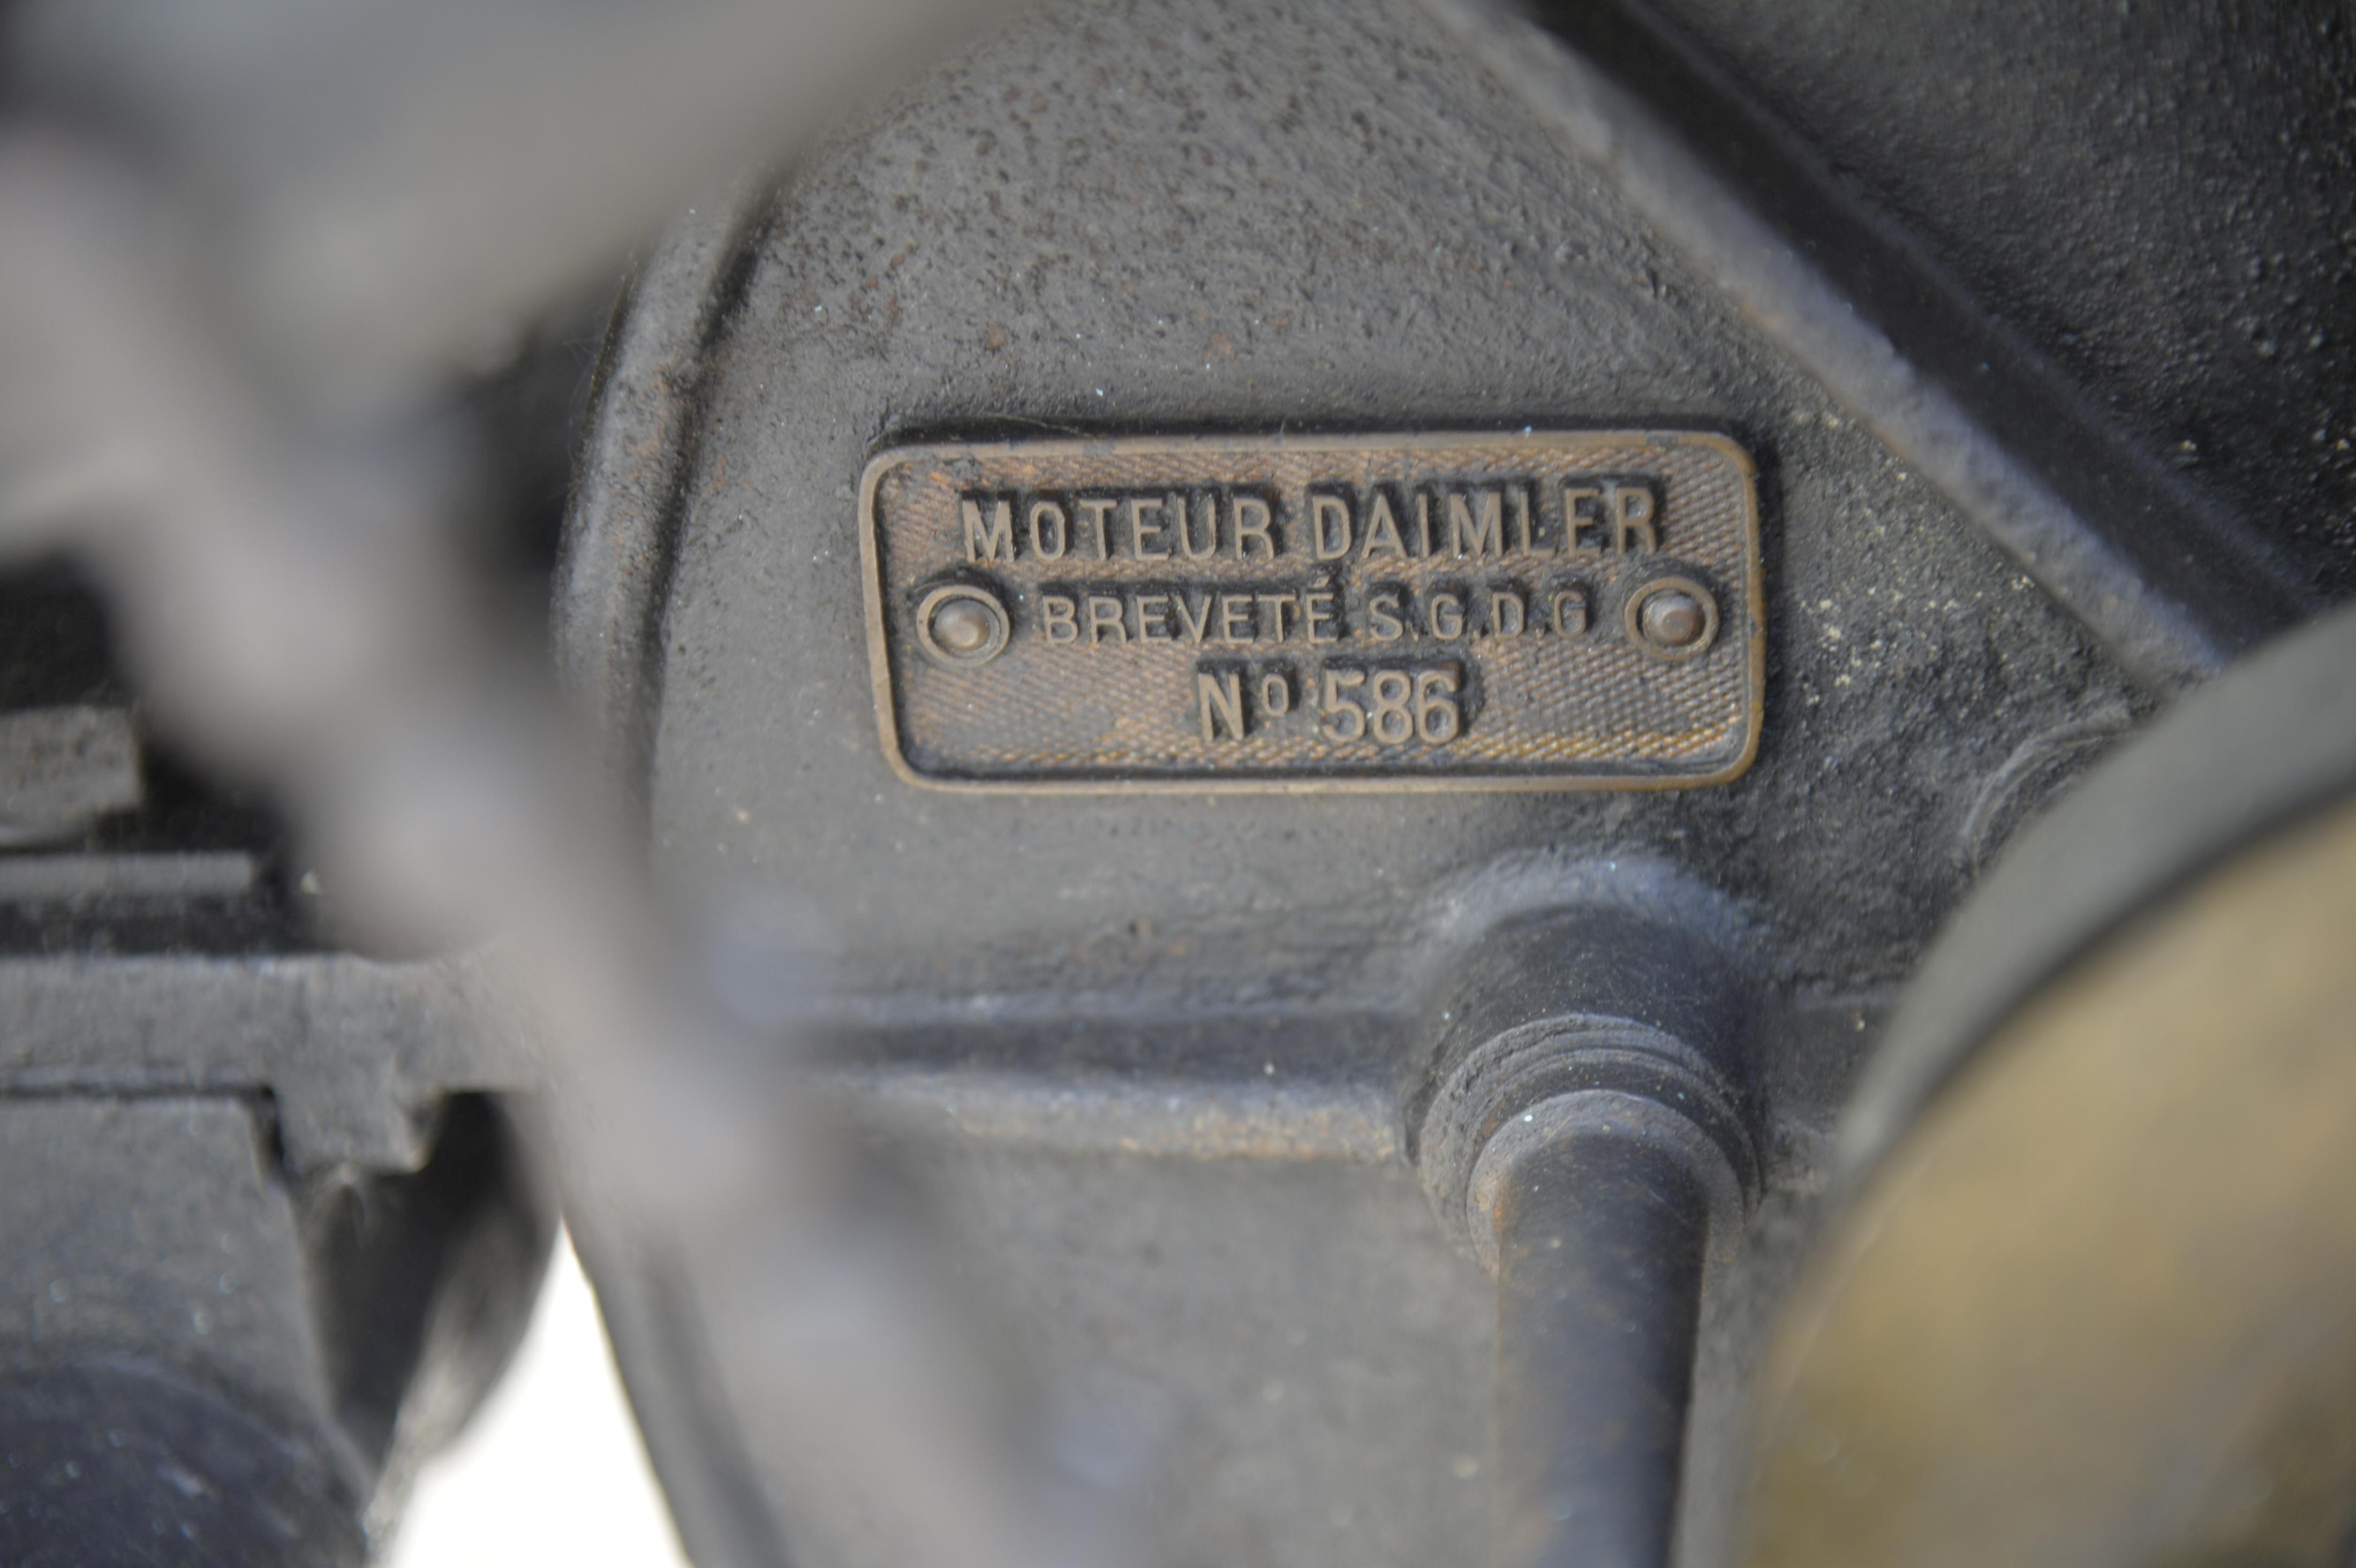 MOTEUR DAIMLER
BREVETÉ S.G.D.G
Nº 586